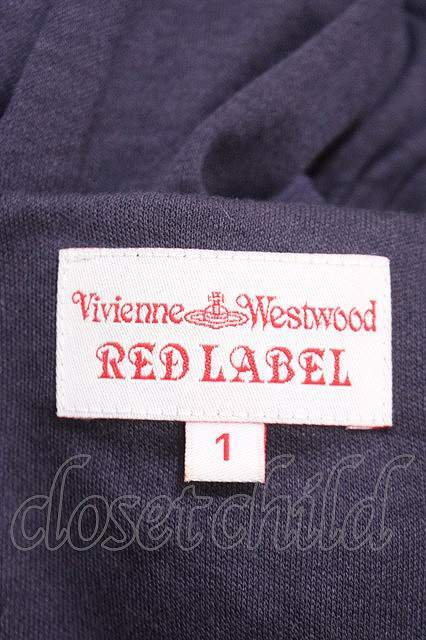 Vivienne Westwood
RED LABEL
1
closetchild